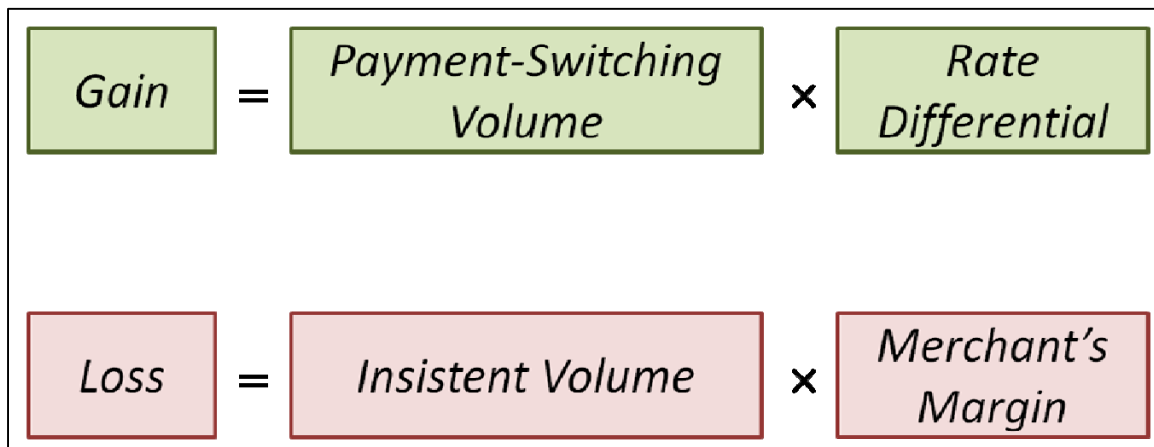 Gain = Payment-Switching Volume × Rate Differential
Loss = Insistent Volume × Merchant’s Margin